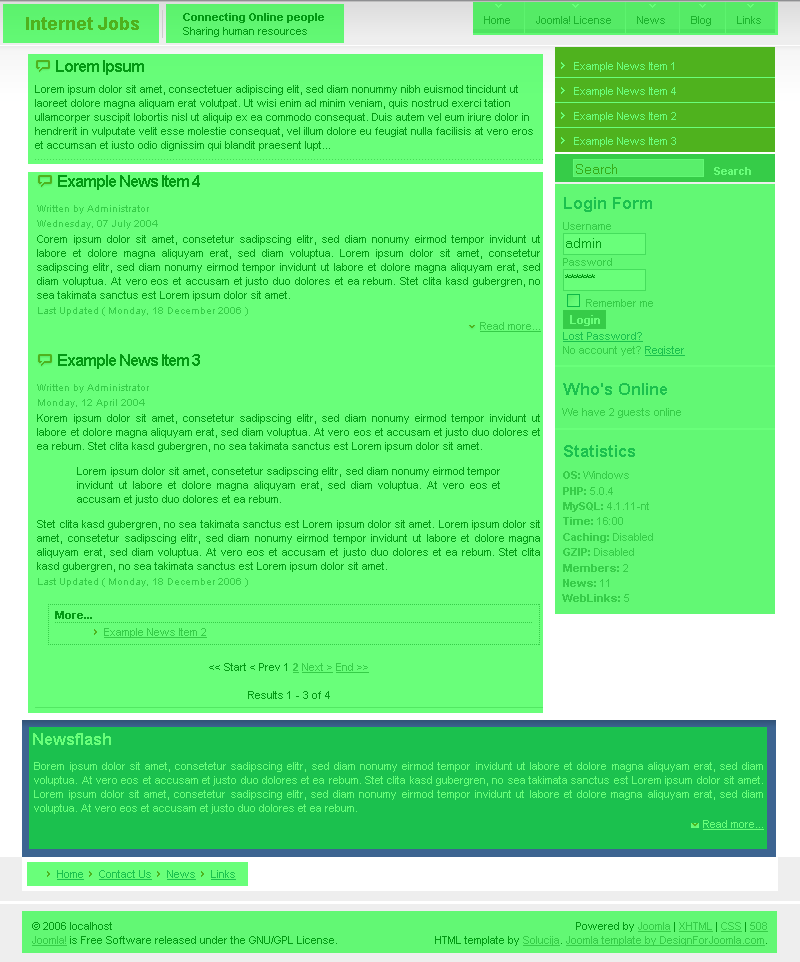 Internet Jobs
Connecting Online people
Sharing human resources
Home
Joomla! License
News
Blog
Links
Lorem Ipsum
Lorem ipsum dolor sit amet, consectetuer adipiscing elit, sed diam nonummy nibh euismod tincidunt ut
laoreet dolore magna aliquam erat volutpat. Ut wisi enim ad minim veniam, quis nostrud exerci tation
ullamcorper suscipit lobortis nisl ut aliquip ex ea commodo consequat. Duis autem vel eum iriure dolor in
hendrerit in vulputate velit esse molestie consequat, vel illum dolore eu feugiat nulla facilisis at vero eros
et accumsan et iusto odio dignissim qui blandit praesent lupt...
Example News Item 4
Written by Administrator
Wednesday, 07 July 2004
Corem ipsum dolor sit amet, consetetur sadipscing elitr, sed diam nonumy eirmod tempor invidunt ut
labore et dolore magna aliquyam erat, sed diam voluptua. Lorem ipsum dolor sit amet, consetetur
sadipscing elitr, sed diam nonumy eirmod tempor invidunt ut labore et dolore magna aliquyam erat, sed
diam voluptua. At vero eos et accusam et justo duo dolores et ea rebum. Stet clita kasd gubergren, no
sea takimata sanctus est Lorem ipsum dolor sit amet.
Last Updated ( Monday, 18 December 2006 )
Read more...
Example News Item 3
Written by Administrator
Monday, 12 April 2004
Korem ipsum dolor sit amet, consetetur sadipscing elitr, sed diam nonumy eirmod tempor invidunt ut
labore et dolore magna aliquyam erat, sed diam voluptua. At vero eos et accusam et justo duo dolores et
ea rebum. Stet clita kasd gubergren, no sea takimata sanctus est Lorem ipsum dolor sit amet.
Lorem ipsum dolor sit amet, consetetur sadipscing elitr, sed diam nonumy eirmod tempor
invidunt ut labore et dolore magna aliquyam erat, sed diam voluptua. At vero eos et
accusam et justo duo dolores et ea rebum.
Stet clita kasd gubergren, no sea takimata sanctus est Lorem ipsum dolor sit amet. Lorem ipsum dolor sit
amet, consetetur sadipscing elitr, sed diam nonumy eirmod tempor invidunt ut labore et dolore magna
aliquyam erat, sed diam voluptua. At vero eos et accusam et justo duo dolores et ea rebum. Stet clita
kasd gubergren, no sea takimata sanctus est Lorem ipsum dolor sit amet.
Last Updated ( Monday, 18 December 2006 )
More...
Example News Item 2
<< Start < Prev 1 2 Next > End >>
Results 1 - 3 of 4
Example News Item 1
Example News Item 4
Example News Item 2
Example News Item 3
Search Search
Login Form
Username
admin
Password
*******
Remember me
Login
Lost Password?
No account yet? Register
Who's Online
We have 2 guests online
Statistics
OS: Windows
PHP: 5.0.4
MySQL: 4.1.11-nt
Time: 16:00
Caching: Disabled
GZIP: Disabled
Members: 2
News: 11
WebLinks: 5
Newsflash
Borem ipsum dolor sit amet, consetetur sadipscing elitr, sed diam nonumy eirmod tempor invidunt ut labore et dolore magna aliquyam erat, sed diam
voluptua. At vero eos et accusam et justo duo dolores et ea rebum. Stet clita kasd gubergren, no sea takimata sanctus est Lorem ipsum dolor sit amet.
Lorem ipsum dolor sit amet, consetetur sadipscing elitr, sed diam nonumy eirmod tempor invidunt ut labore et dolore magna aliquyam erat, sed diam
voluptua. At vero eos et accusam et justo duo dolores et ea rebum.
Read more...
Home
Contact Us
News
Links
© 2006 localhost
Joomla! is Free Software released under the GNU/GPL License.
Powered by Joomla | XHTML | CSS | 508
HTML template by Solucija. Joomla template by DesignForJoomla.com.